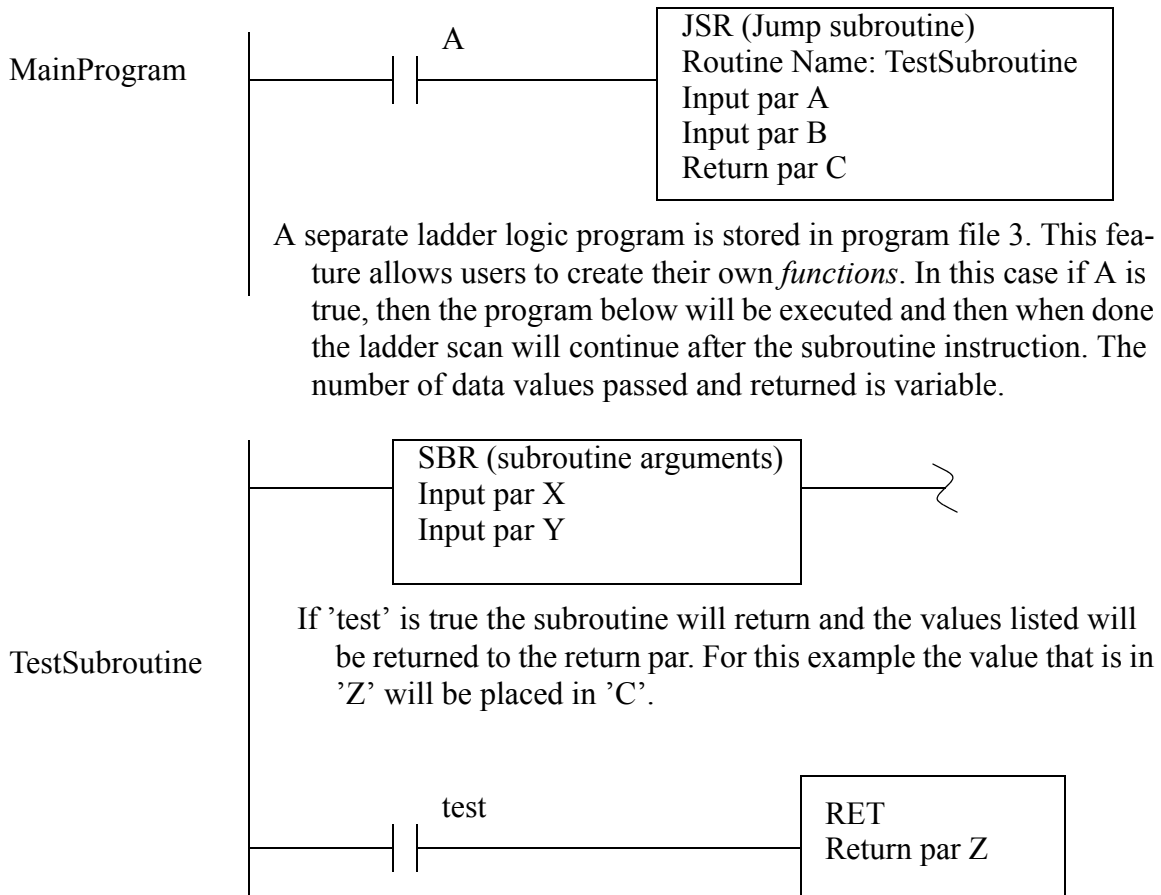 A
JSR (Jump subroutine)
MainProgram
Routine Name: TestSubroutine
Input par A
Input par B
Return par C
A separate ladder logic program is stored in program file 3. This fea-
ture allows users to create their own functions. In this case if A is
true, then the program below will be executed and then when done
the ladder scan will continue after the subroutine instruction. The
number of data values passed and returned is variable.
SBR (subroutine arguments)
Input par X
Input par Y
If ’test’ is true the subroutine will return and the values listed will
TestSubroutine
be returned to the return par. For this example the value that is in
’Z’ will be placed in ’C’.
test
RET
Return par Z